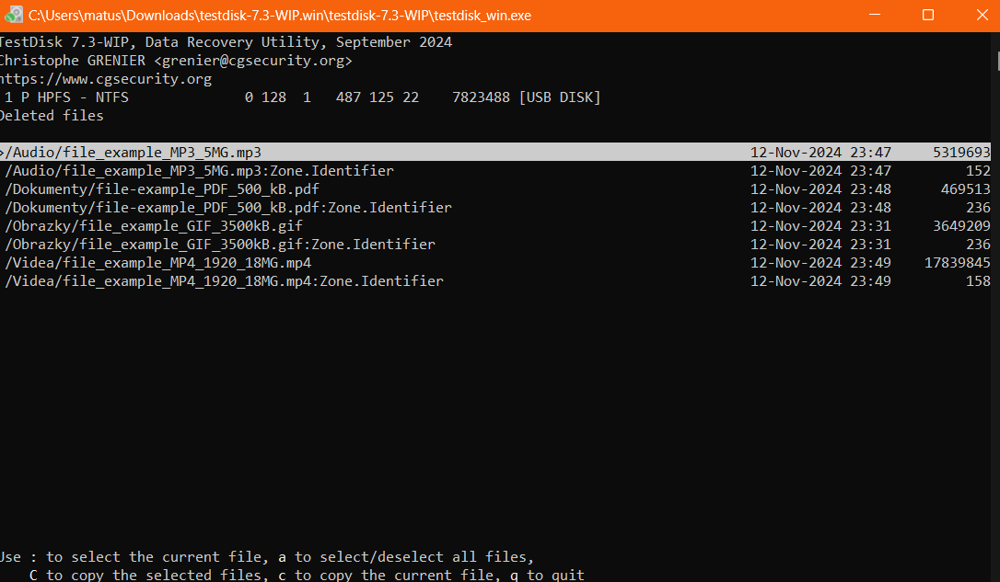 C:\Users\matus\Downloads\testdisk-7.3-WIP.win\testdisk-7.3-WIP\testdisk_win.exe
TestDisk 7.3-WIP, Data Recovery Utility, September 2024
Christophe GRENIER <grenier@cgsecurity.org>
https://www.cgsecurity.org
 1 P HPFS - NTFS              0 128  1   487 125 22    7823488 [USB DISK]
Deleted files
>/Audio/file_example_MP3_5MG.mp3 12-Nov-2024 23:47 5319693
/Audio/file_example_MP3_5MG.mp3:Zone.Identifier 12-Nov-2024 23:47 152
/Dokumenty/file-example_PDF_500_kB.pdf 12-Nov-2024 23:48 469513
/Dokumenty/file-example_PDF_500_kB.pdf:Zone.Identifier 12-Nov-2024 23:48 236
/Obrazky/file_example_GIF_3500kB.gif 12-Nov-2024 23:31 3649209
/Obrazky/file_example_GIF_3500kB.gif:Zone.Identifier 12-Nov-2024 23:31 236
/Videa/file_example_MP4_1920_18MG.mp4 12-Nov-2024 23:49 17839845
/Videa/file_example_MP4_1920_18MG.mp4:Zone.Identifier 12-Nov-2024 23:49 158
Use : to select the current file, a to select/deselect all files,
C to copy the selected files, c to copy the current file, q to quit